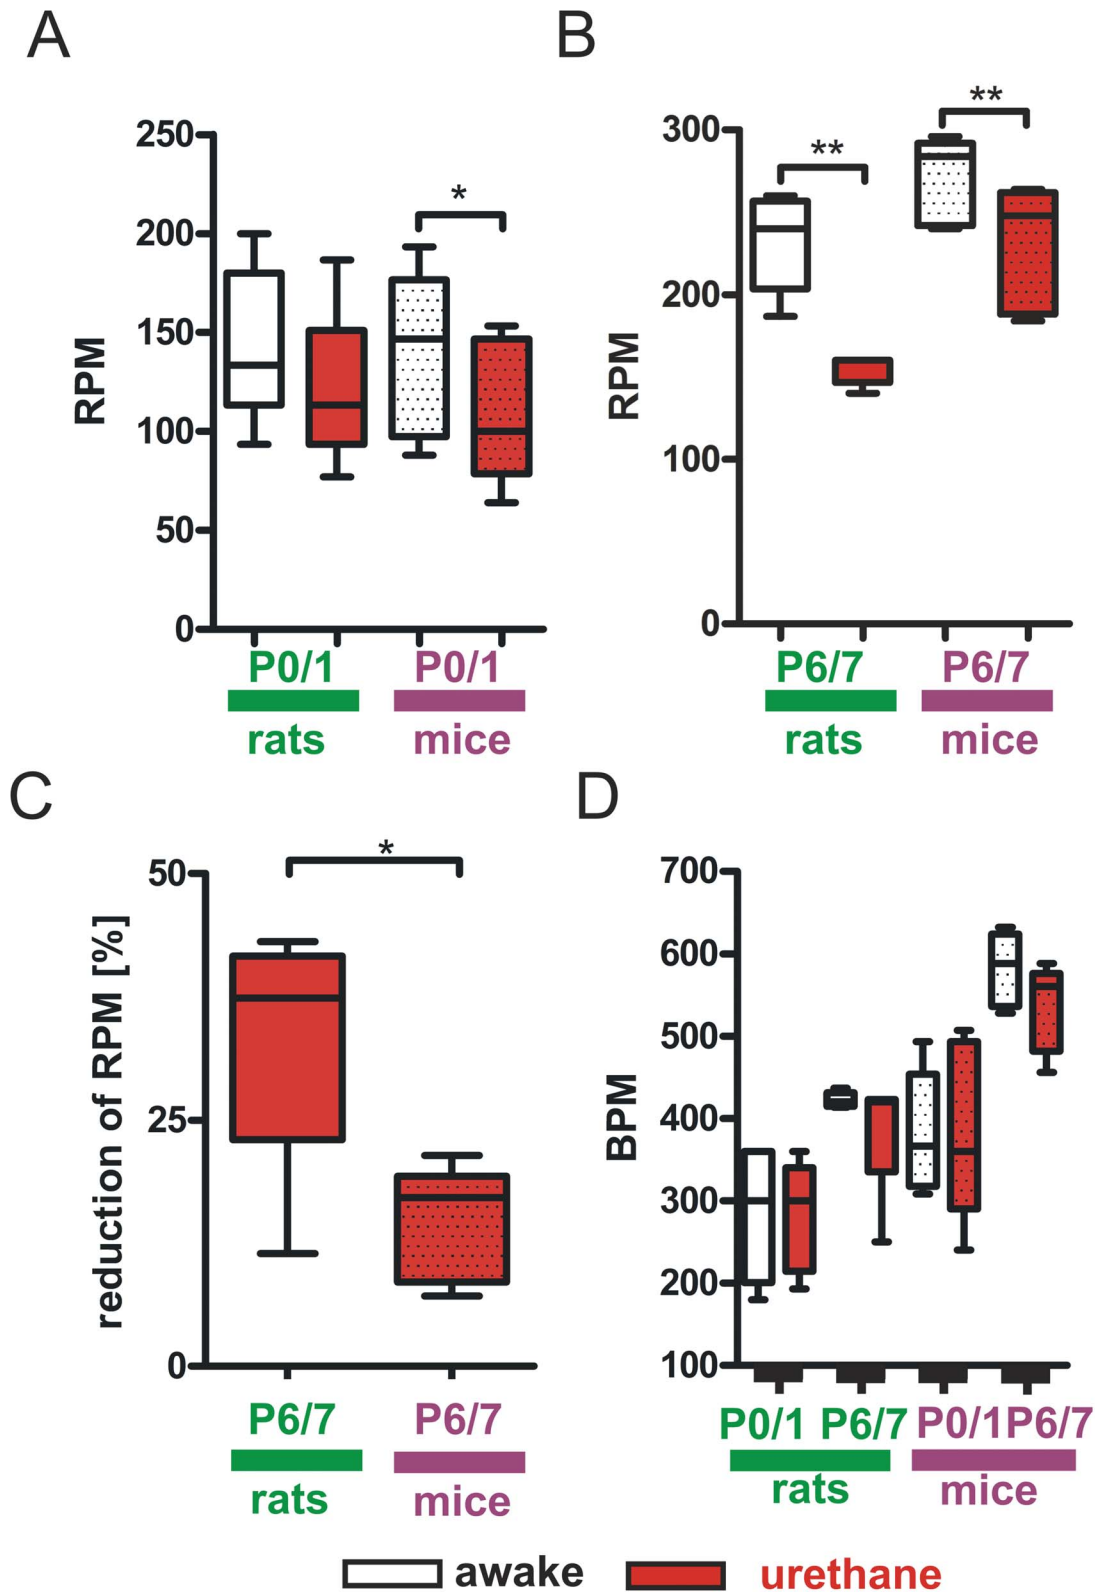 A
250
200
150
100
50
0
RPM
*
P0/1
P0/1
rats
mice
B
300
200
100
0
RPM
**
**
P6/7
P6/7
rats
mice
C
50
25
0
reduction of RPM [%]
*
P6/7
P6/7
rats
mice
D
700
600
500
400
300
200
100
BPM
P0/1 P6/7 P0/1 P6/7
rats
mice
awake urethane